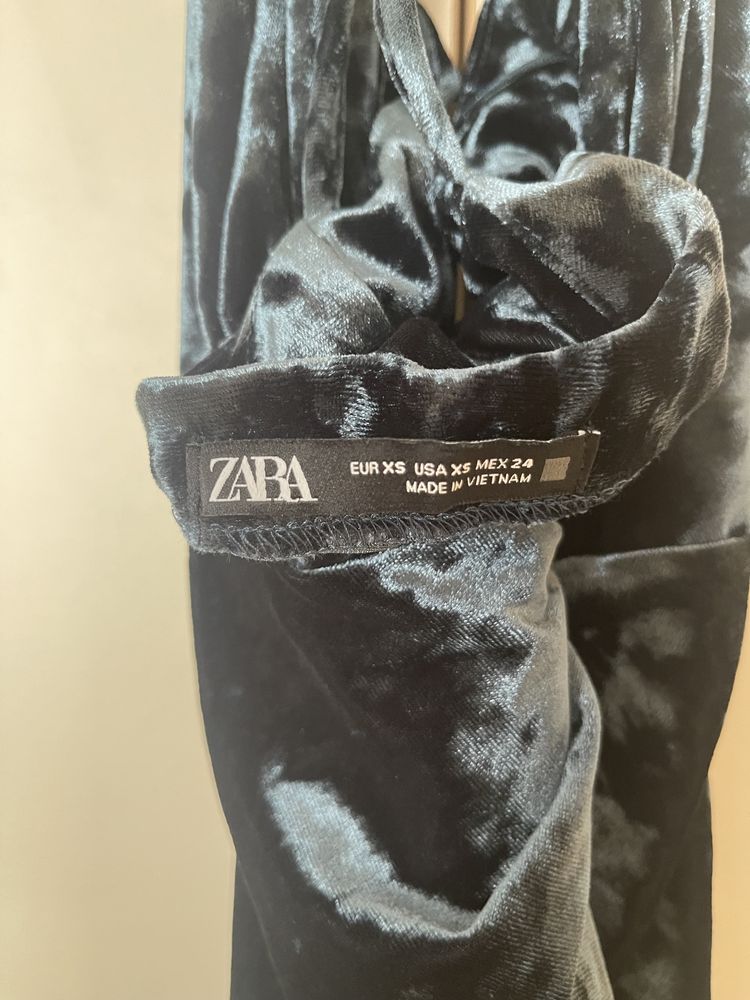 ZARA
EUR XS USA XS MEX 24
MADE IN VIETNAM